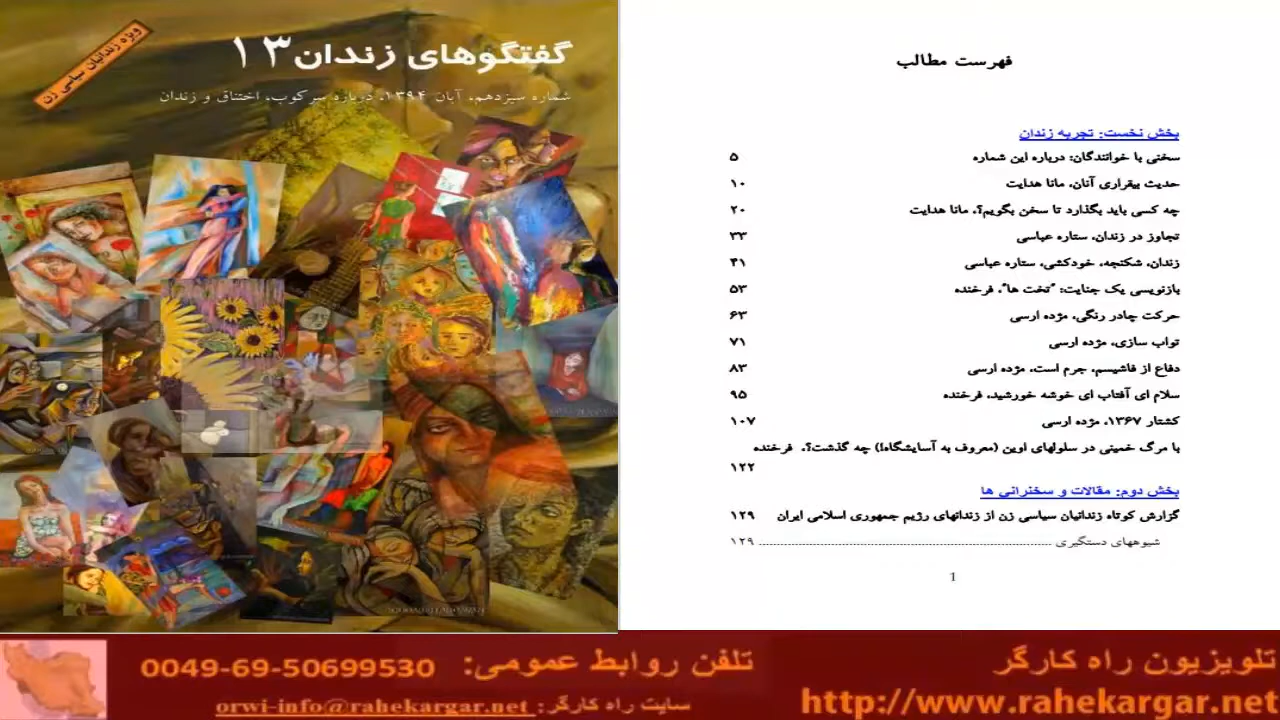 ویژه زندانیان سیاسی زن
گفتگوهای زندان ۱۳
شماره سیزدهم، آبان ۱۳۹۴، درباره سرکوب، اختناق و زندان
فهرست مطالب
بخش نخست: تجربه زندان
سخنی با خوانندگان: درباره این شماره ۵
حدیث بیقراری آنان، مانا هدایت ۱۰
چه کسی باید بگذارد تا سخن بگویم؟، مانا هدایت ۲۰
تجاوز در زندان، ستاره عباسی ۳۳
زندان، شکنجه، خودکشی، ستاره عباسی ۴۱
بازنویسی یک جنایت: "تخت ها"، فرخنده ۵۳
حرکت چادر رنگی، مژده ارسی ۶۳
تواب سازی، مژده ارسی ۷۱
دفاع از فاشیسم، جرم است، مژده ارسی ۸۳
سلام ای آفتاب ای خوشه خورشید، فرخنده ۹۵
کشتار ۱۳۶۷، مژده ارسی ۱۰۷
با مرگ خمینی در سلولهای اوین (معروف به آسایشگاه!) چه گذشت؟، فرخنده
۱۲۲
بخش دوم: مقالات و سخنرانی ها
گزارش کوتاه زندانیان سیاسی زن از زندانهای رژیم جمهوری اسلامی ایران ۱۲۹
شیوههای دستگیری ........ ۱۲۹
1
تلویزیون راه کارگر
http://www.rahekargar.net
تلفن روابط عمومی: 0049-69-50699530
سایت راه کارگر: orwi-info@rahekargar.net